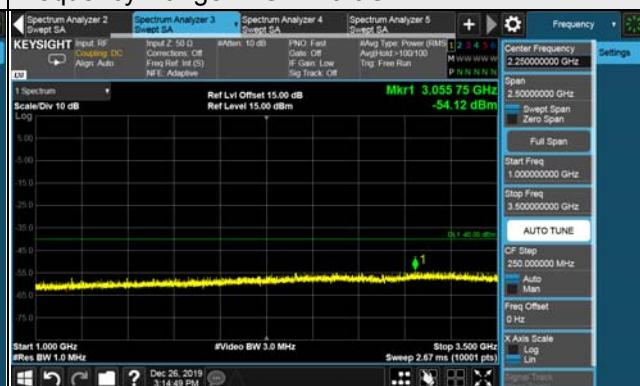 Spectrum Analyzer 2
Swept SA
Spectrum Analyzer 3
Swept SA
Spectrum Analyzer 4
Swept SA
Spectrum Analyzer 5
Swept SA
Frequency
KEYSIGHT
Input: RF
Coupling: DC
Align: Auto
Input Z: 50 Ω
Corrections: Off
Freq Ref: Int (S)
NFE: Adaptive
#Atten: 10 dB
PNO: Fast
Gate: Off
IF Gain: Low
Sig Track: Off
#Avg Type: Power (RMS)
Avg|Hold:>100/100
Trig: Free Run
1 2 3 4 5 6
M W W W W W
P N N N N N
LXI
1 Spectrum
Scale/Div 10 dB
Log
Ref Lvl Offset 15.00 dB
Ref Level 15.00 dBm
Mkr1 3.055 75 GHz
-54.12 dBm
5.00
-5.00
-15.0
-25.0
-35.0
DL1 -40.00 dBm
-45.0
1
-55.0
-65.0
-75.0
Start 1.000 GHz
#Res BW 1.0 MHz
#Video BW 3.0 MHz
Stop 3.500 GHz
Sweep 2.67 ms (10001 pts)
Dec 26, 2019
3:14:49 PM
Center Frequency
2.250000000 GHz
Settings
Span
2.50000000 GHz
Swept Span
Zero Span
Full Span
Start Freq
1.000000000 GHz
Stop Freq
3.500000000 GHz
AUTO TUNE
CF Step
250.000000 MHz
Auto
Man
Freq Offset
0 Hz
X Axis Scale
Log
Lin
Signal Track